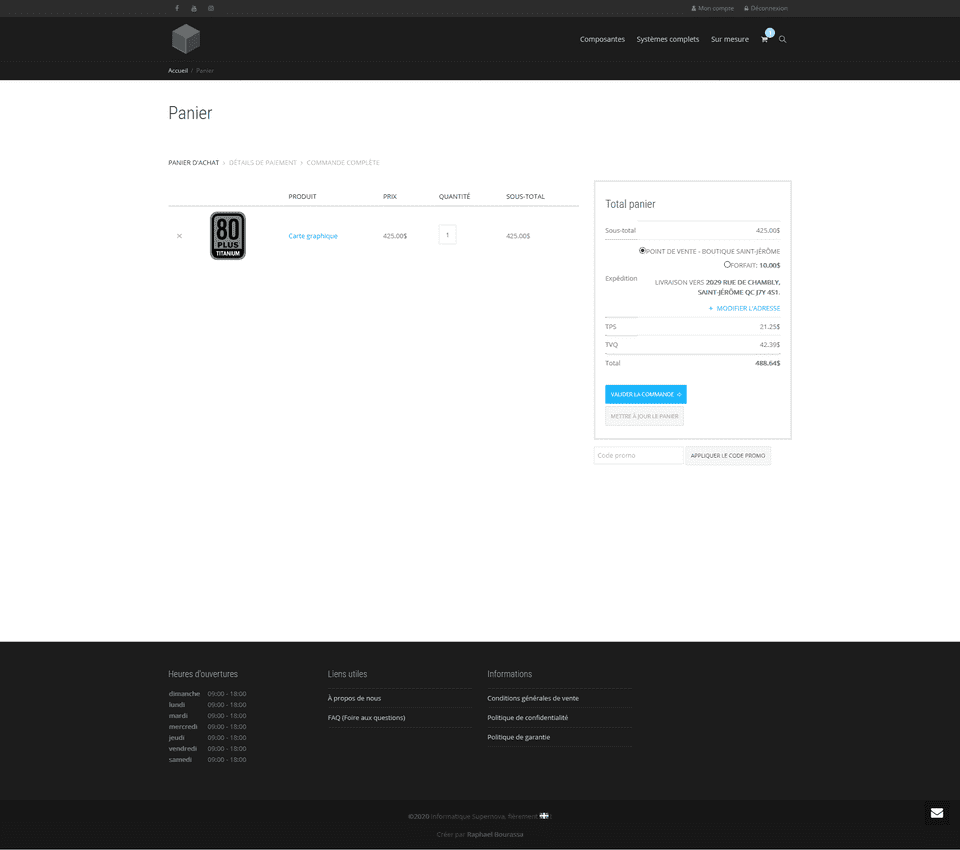 Mon compte Déconnexion
Composantes Systèmes complets Sur mesure
Accueil / Panier
Panier
PANIER D'ACHAT > DÉTAILS DE PAIEMENT > COMMANDE COMPLÈTE
PRODUIT PRIX QUANTITÉ SOUS-TOTAL
80
PLUS
TITANIUM
× Carte graphique 425.00$ 1 425.00$
Total panier
Sous-total 425.00$
Expédition
POINT DE VENTE - BOUTIQUE SAINT-JÉRÔME
FORFAIT: 10.00$
LIVRAISON VERS 2029 RUE DE CHAMBLY,
SAINT-JÉRÔME QC J7Y 4S1.
+ MODIFIER L'ADRESSE
TPS 21.25$
TVQ 42.39$
Total 488.64$
VALIDER LA COMMANDE
METTRE À JOUR LE PANIER
Code promo APPLIQUER LE CODE PROMO
Heures d'ouvertures
dimanche 09:00 - 18:00
lundi 09:00 - 18:00
mardi 09:00 - 18:00
mercredi 09:00 - 18:00
jeudi 09:00 - 18:00
vendredi 09:00 - 18:00
samedi 09:00 - 18:00
Liens utiles
À propos de nous
FAQ (Foire aux questions)
Informations
Conditions générales de vente
Politique de confidentialité
Politique de garantie
©2020 Informatique Supernova, fièrement
Créer par Raphael Bourassa